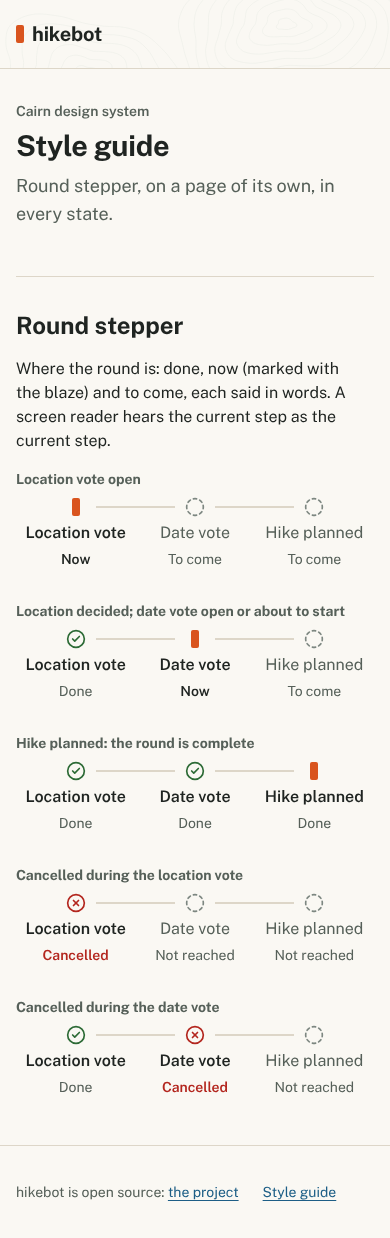 hikebot
Cairn design system
Style guide
Round stepper, on a page of its own, in
every state.
Round stepper
Where the round is: done, now (marked with
the blaze) and to come, each said in words. A
screen reader hears the current step as the
current step.
Location vote open
Location vote Date vote Hike planned
Now To come To come
Location decided; date vote open or about to start
Location vote Date vote Hike planned
Done Now To come
Hike planned: the round is complete
Location vote Date vote Hike planned
Done Done Done
Cancelled during the location vote
Location vote Date vote Hike planned
Cancelled Not reached Not reached
Cancelled during the date vote
Location vote Date vote Hike planned
Done Cancelled Not reached
hikebot is open source: the project Style guide